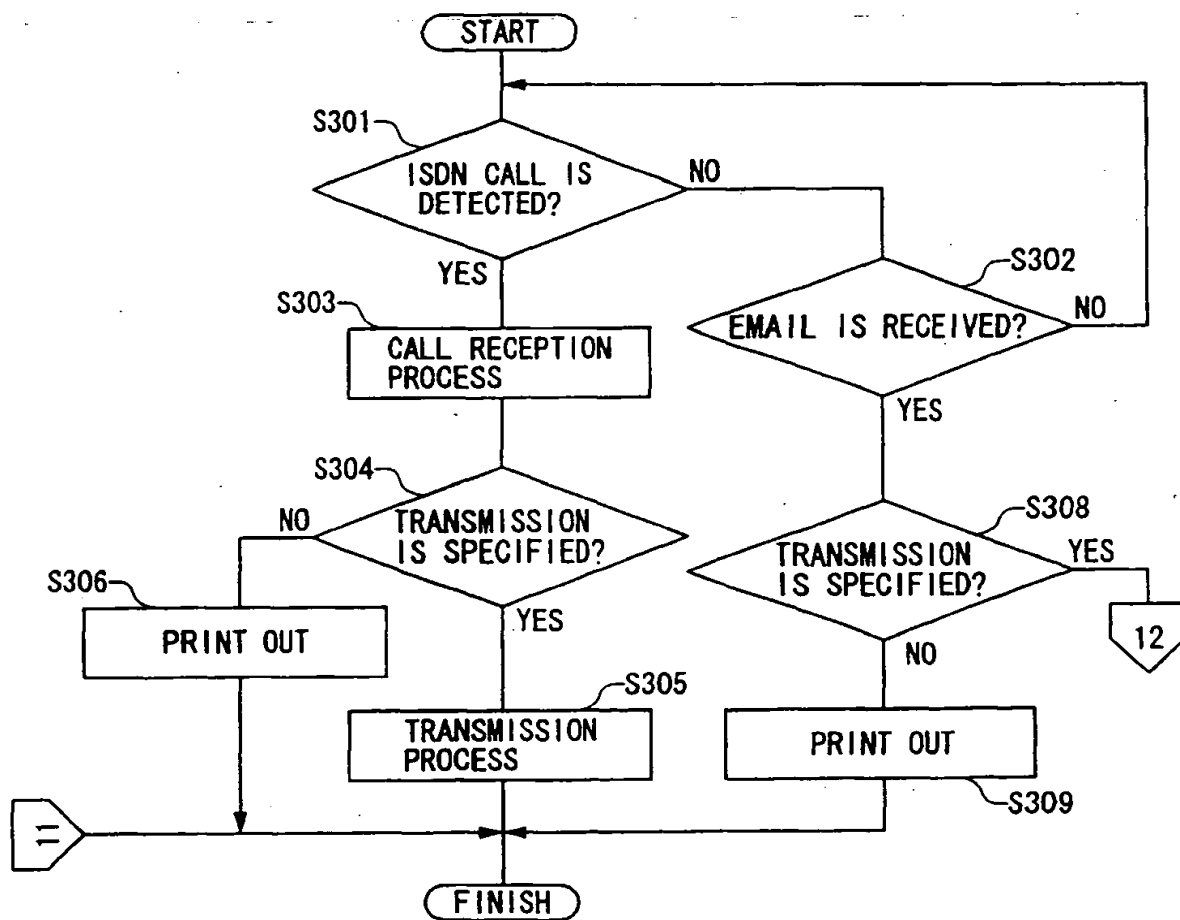 START
S301
ISDN CALL IS
DETECTED?
NO
YES
S302
EMAIL IS RECEIVED?
NO
YES
S303
CALL RECEPTION
PROCESS
S304
TRANSMISSION
IS SPECIFIED?
NO
YES
S308
TRANSMISSION
IS SPECIFIED?
YES
NO
12
S306
PRINT OUT
S305
TRANSMISSION
PROCESS
PRINT OUT
S309
11
FINISH